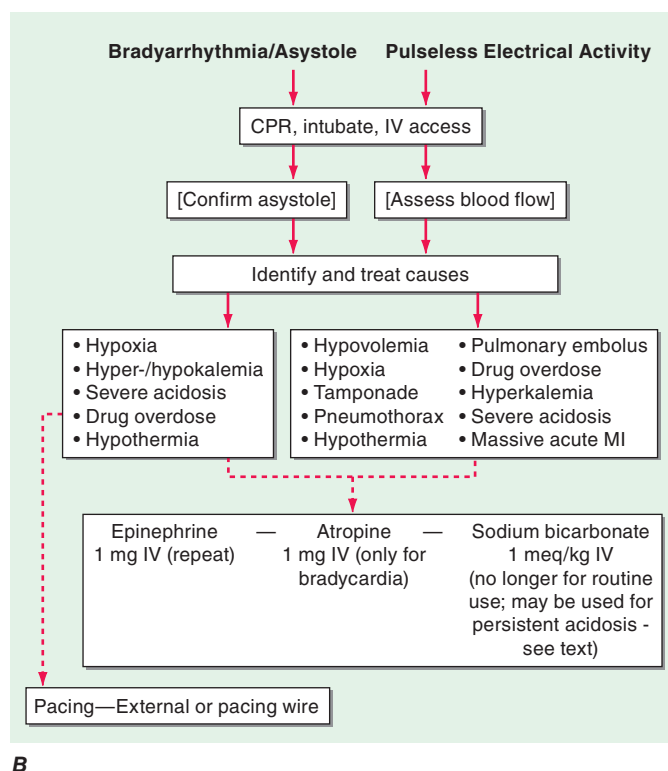 Bradyarrhythmia/Asystole Pulseless Electrical Activity
CPR, intubate, IV access
[Confirm asystole] [Assess blood flow]
Identify and treat causes
• Hypoxia
• Hyper-/hypokalemia
• Severe acidosis
• Drug overdose
• Hypothermia
• Hypovolemia
• Hypoxia
• Tamponade
• Pneumothorax
• Hypothermia
• Pulmonary embolus
• Drug overdose
• Hyperkalemia
• Severe acidosis
• Massive acute MI
Epinephrine — Atropine — Sodium bicarbonate
1 mg IV (repeat) 1 mg IV (only for 1 meq/kg IV
bradycardia) (no longer for routine
use; may be used for
persistent acidosis -
see text)
Pacing—External or pacing wire
B